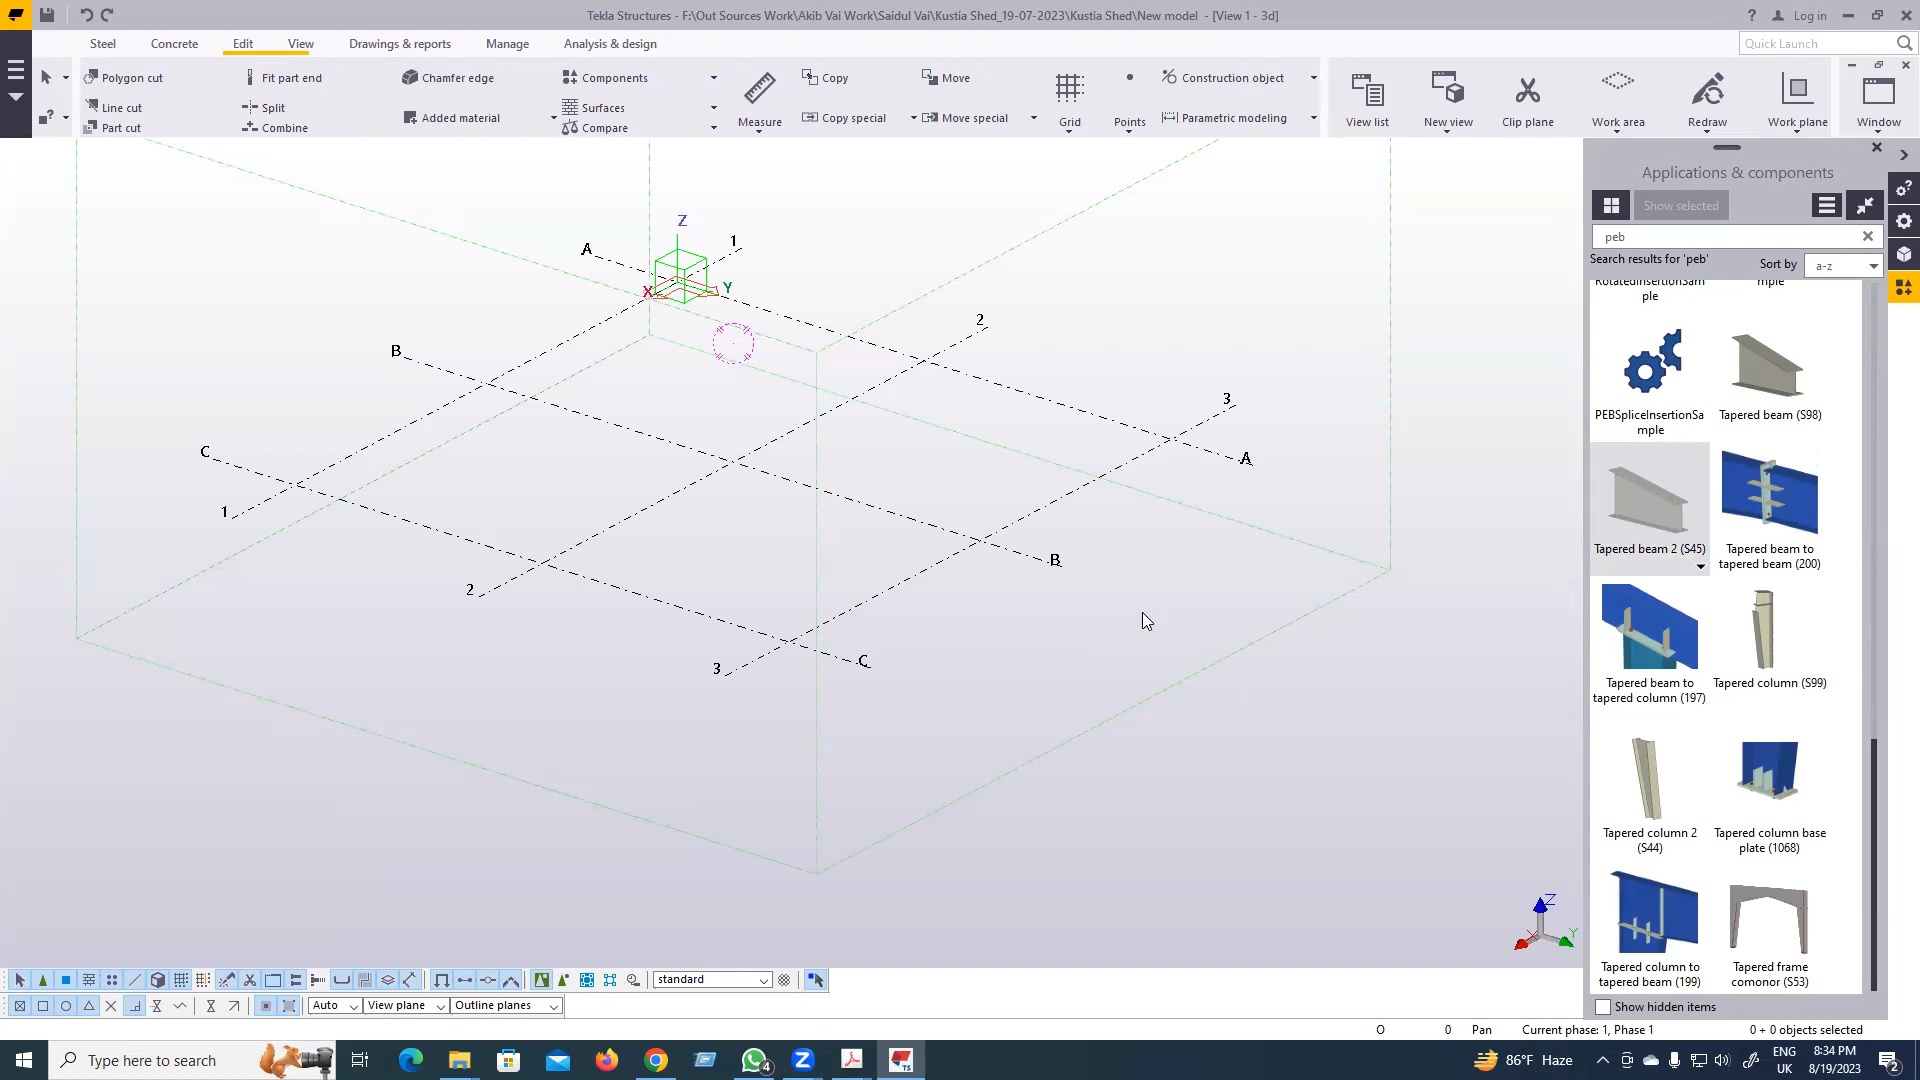 Tekla Structures - F:\Out Sources Work\Akib Vai Work\Saidul Vai\Kustia Shed_19-07-2023\Kustia Shed\New model - [View 1 - 3d]
? Log in
Steel Concrete Edit View Drawings & reports Manage Analysis & design
Quick Launch
Polygon cut
Line cut
Part cut
Fit part end
Split
Combine
Chamfer edge
Added material
Components
Surfaces
Compare
Measure
Copy
Copy special
Move
Move special
Grid
Points
Construction object
Parametric modeling
View list
New view
Clip plane
Work area
Redraw
Work plane
Window
Applications & components
Show selected
peb
Search results for 'peb'
Sort by
a-z
RotatedInsertionSam
ple
mple
PEBSpliceInsertionSa
mple
Tapered beam (S98)
Tapered beam 2 (S45)
Tapered beam to
tapered beam (200)
Tapered beam to
tapered column (197)
Tapered column (S99)
Tapered column 2
(S44)
Tapered column base
plate (1068)
Tapered column to
tapered beam (199)
Tapered frame
comonor (S53)
Show hidden items
Z
A
1
X
Y
2
B
3
C
A
1
B
2
C
3
Z
X
Y
standard
Auto
View plane
Outline planes
O 0 Pan Current phase: 1, Phase 1 0 + 0 objects selected
Type here to search
4
TS
86°F Haze
ENG
UK
8:34 PM
8/19/2023
2